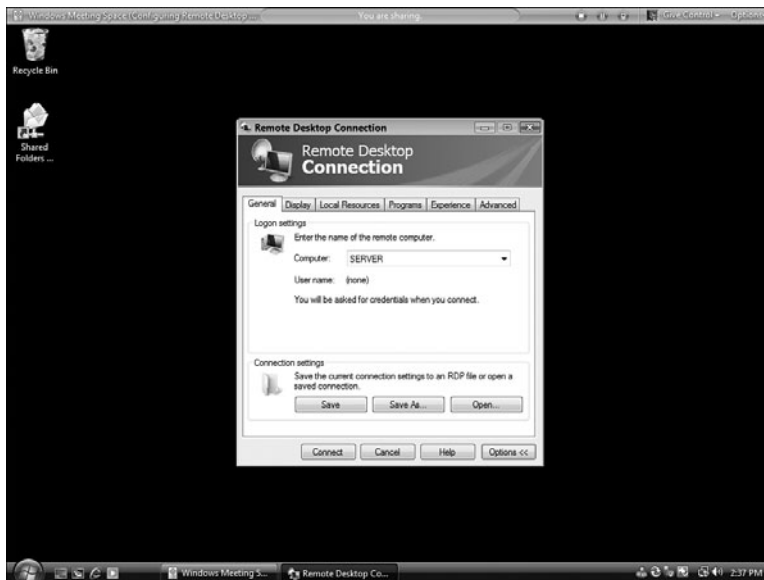 Windows Meeting Space (Configuring Remote Desktop ...
You are sharing.
Give Control
Options
Recycle Bin
Shared
Folders ...
Remote Desktop Connection
Remote Desktop
Connection
General
Display
Local Resources
Programs
Experience
Advanced
Logon settings
Enter the name of the remote computer.
Computer: SERVER
User name: (none)
You will be asked for credentials when you connect.
Connection settings
Save the current connection settings to an RDP file or open a
saved connection.
Save
Save As...
Open...
Connect
Cancel
Help
Options <<
Windows Meeting S...
Remote Desktop Co...
2:37 PM